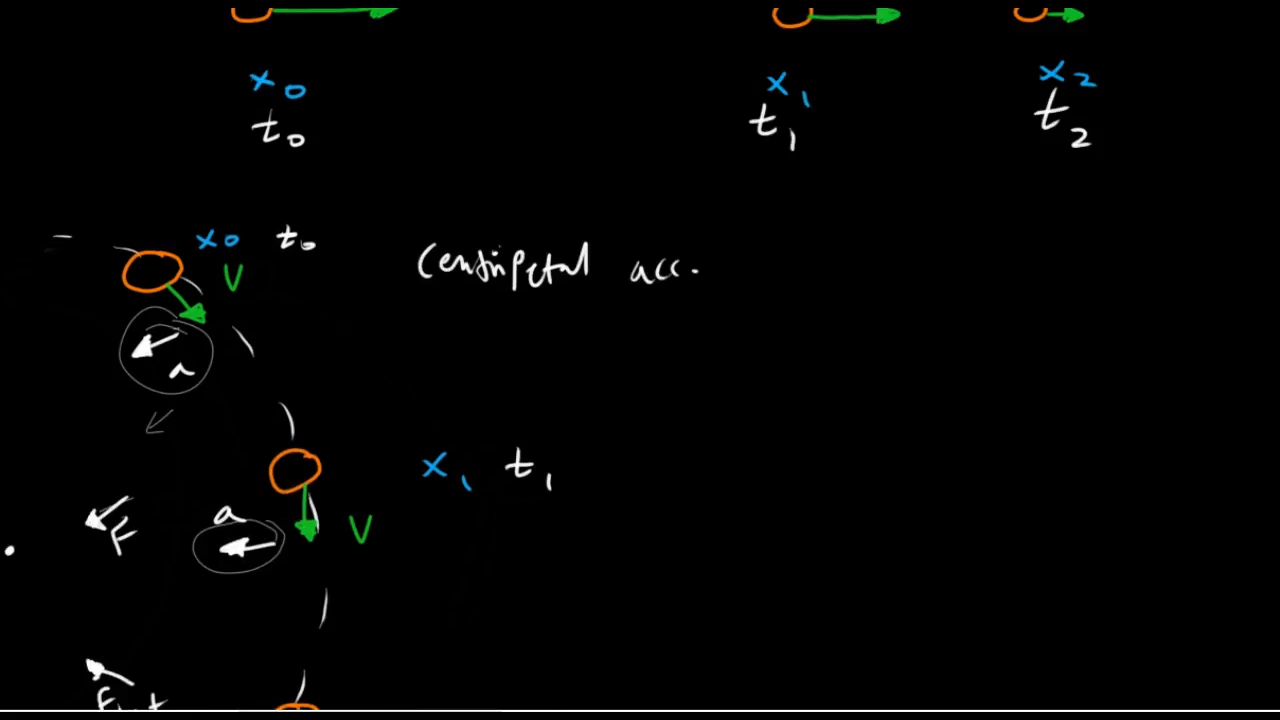 x0 x1 x2
t0 t1 t2
x0 t0
V
Centripetal acc.
a
x1 t1
a
F
V